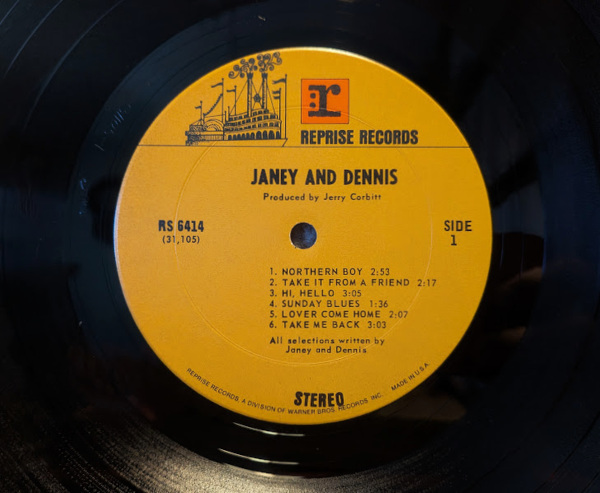 r
REPRISE RECORDS
JANEY AND DENNIS
Produced by Jerry Corbitt
RS 6414
(31,105)
SIDE
1
1. NORTHERN BOY 2:53
2. TAKE IT FROM A FRIEND 2:17
3. HI, HELLO 3:05
4. SUNDAY BLUES 1:36
5. LOVER COME HOME 2:07
6. TAKE ME BACK 3:03
All selections written by
Janey and Dennis
STEREO
REPRISE RECORDS, A DIVISION OF WARNER BROS. RECORDS INC. MADE IN U.S.A.